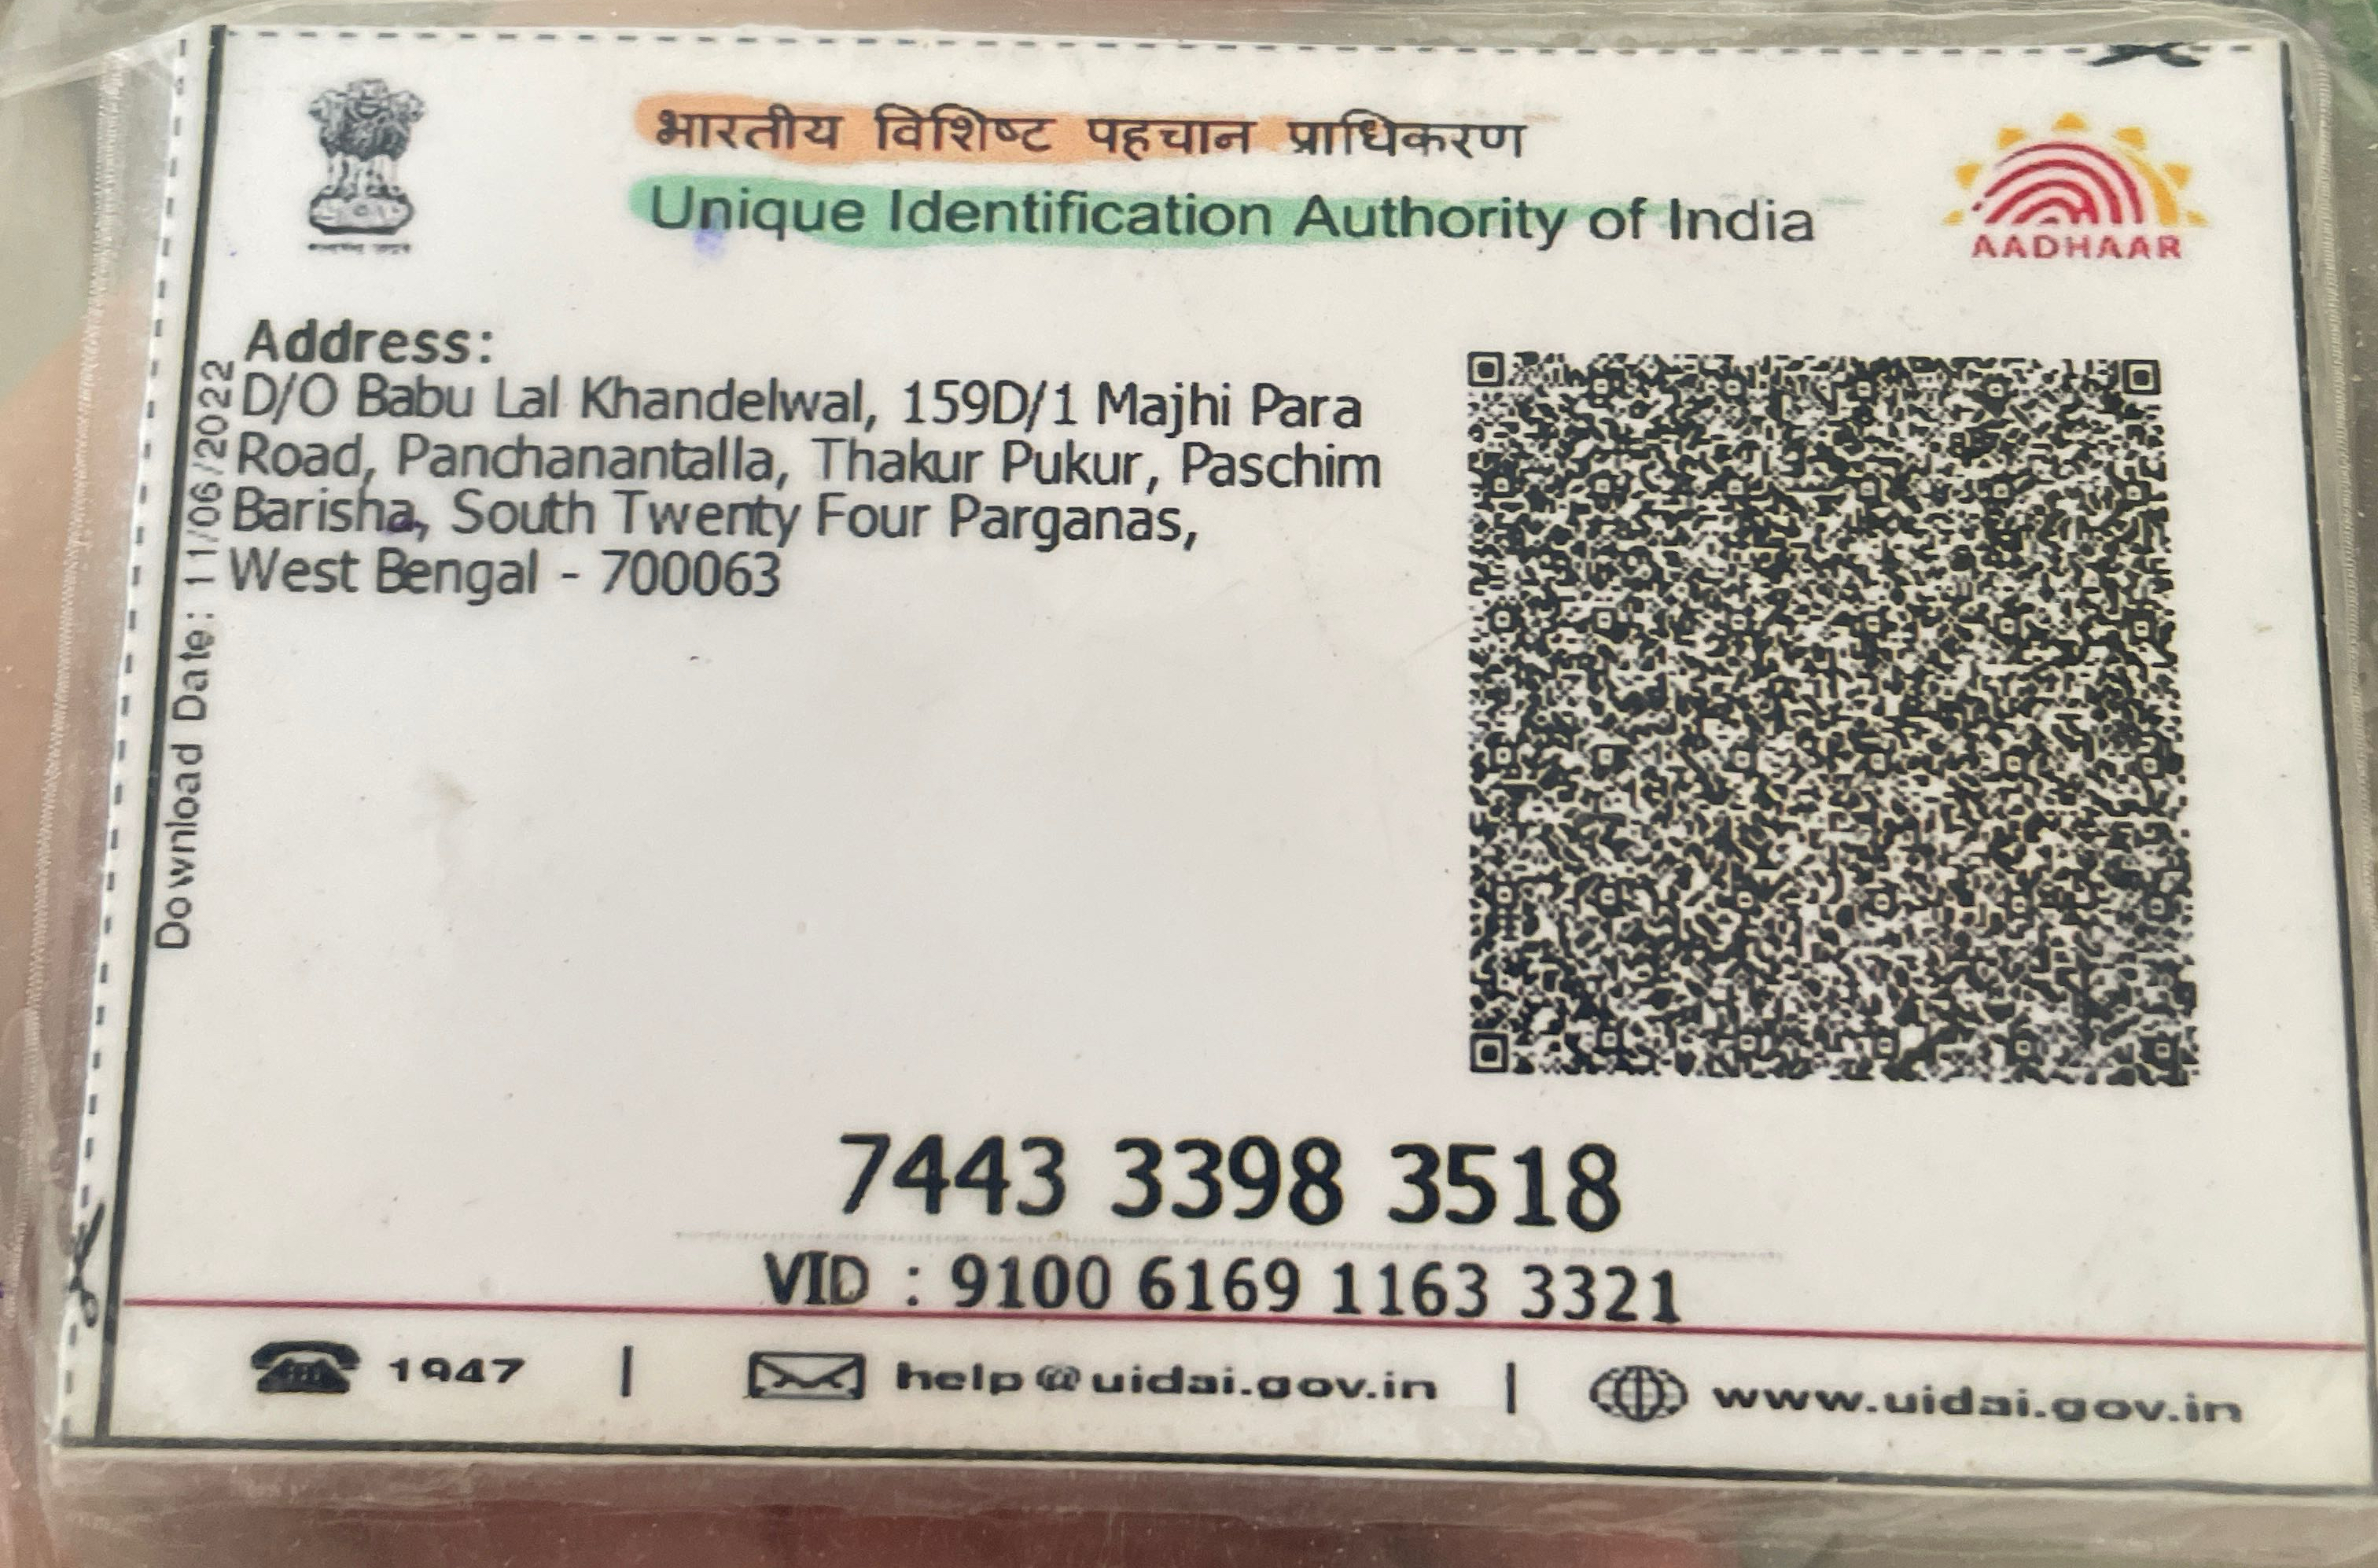 भारतीय विशिष्ट पहचान प्राधिकरण
Unique Identification Authority of India
AADHAAR
Address:
D/O Babu Lal Khandelwal, 159D/1 Majhi Para
Road, Panchanantalla, Thakur Pukur, Paschim
Barisha, South Twenty Four Parganas,
West Bengal - 700063
Download Date: 11/06/2022
7443 3398 3518
VID : 9100 6169 1163 3321
1947 | help@uidai.gov.in | www.uidai.gov.in